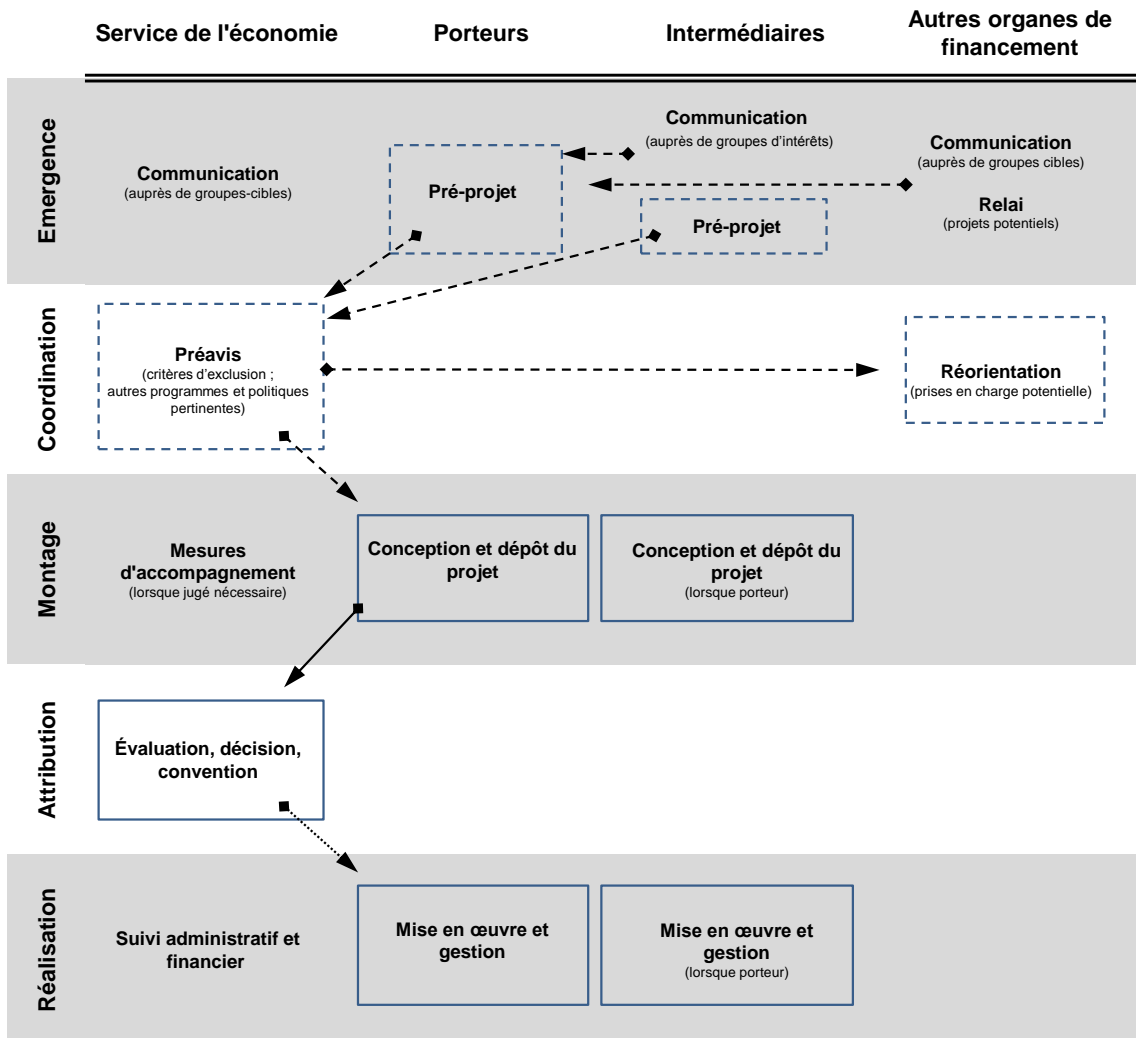 Service de l'économie
Porteurs
Intermédiaires
Autres organes de
financement
Emergence
Communication
(auprès de groupes-cibles)
Pré-projet
Communication
(auprès de groupes d'intérêts)
Pré-projet
Communication
(auprès de groupes cibles)
Relai
(projets potentiels)
Coordination
Préavis
(critères d'exclusion ;
autres programmes et politiques
pertinentes)
Réorientation
(prises en charge potentielle)
Montage
Mesures
d'accompagnement
(lorsque jugé nécessaire)
Conception et dépôt du
projet
Conception et dépôt du
projet
(lorsque porteur)
Attribution
Évaluation, décision,
convention
Réalisation
Suivi administratif et
financier
Mise en œuvre et
gestion
Mise en œuvre et
gestion
(lorsque porteur)